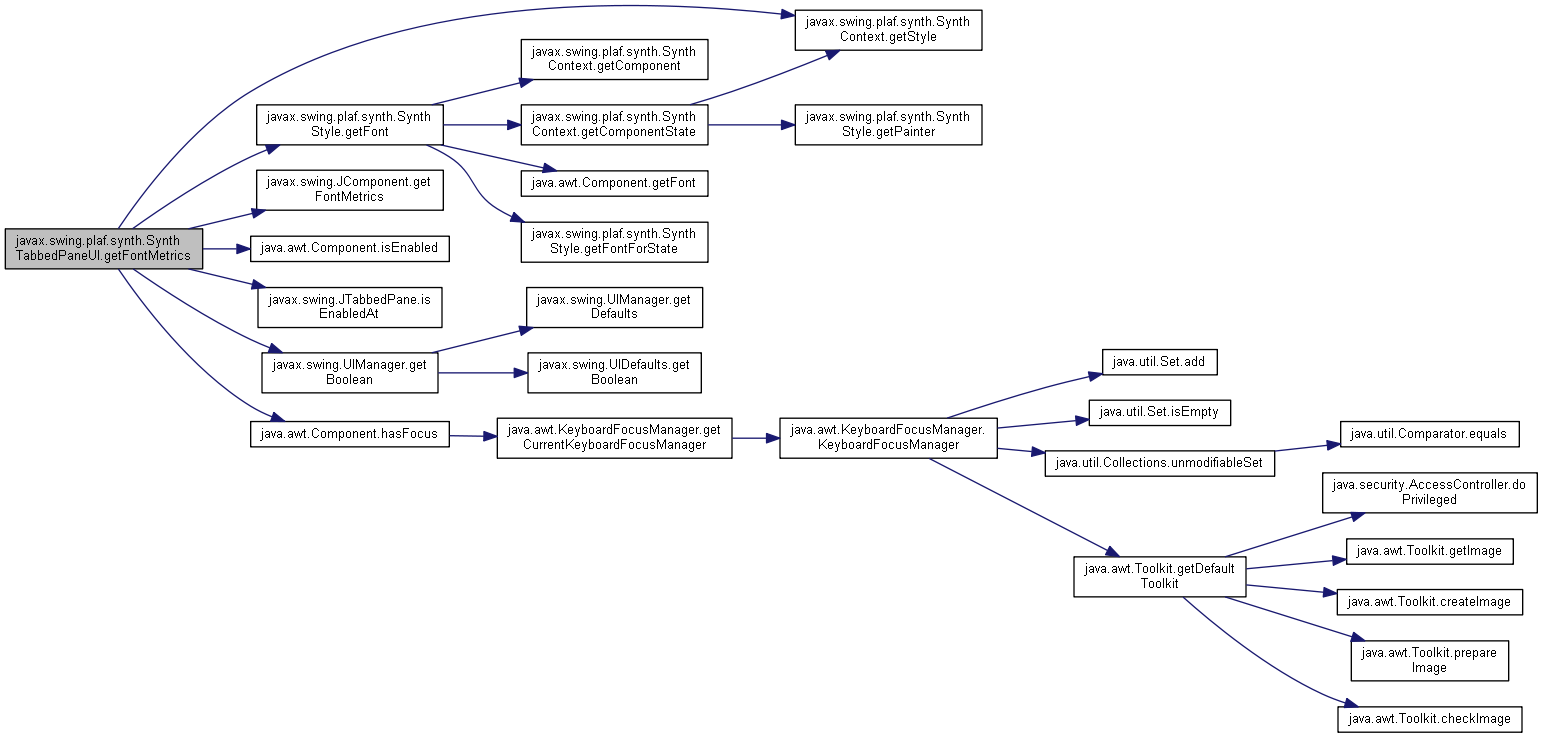 javax.swing.plaf.synth.Synth
TabbedPaneUI.getFontMetrics
javax.swing.plaf.synth.Synth
Style.getFont
javax.swing.JComponent.get
FontMetrics
java.awt.Component.isEnabled
javax.swing.JTabbedPane.is
EnabledAt
javax.swing.UIManager.get
Boolean
java.awt.Component.hasFocus
javax.swing.plaf.synth.Synth
Context.getComponent
javax.swing.plaf.synth.Synth
Context.getComponentState
java.awt.Component.getFont
javax.swing.plaf.synth.Synth
Style.getFontForState
javax.swing.UIManager.get
Defaults
javax.swing.UIDefaults.get
Boolean
java.awt.KeyboardFocusManager.get
CurrentKeyboardFocusManager
javax.swing.plaf.synth.Synth
Context.getStyle
javax.swing.plaf.synth.Synth
Style.getPainter
java.awt.KeyboardFocusManager.
KeyboardFocusManager
java.util.Set.add
java.util.Set.isEmpty
java.util.Collections.unmodifiableSet
java.awt.Toolkit.getDefault
Toolkit
java.util.Comparator.equals
java.security.AccessController.do
Privileged
java.awt.Toolkit.getImage
java.awt.Toolkit.createImage
java.awt.Toolkit.prepare
Image
java.awt.Toolkit.checkImage